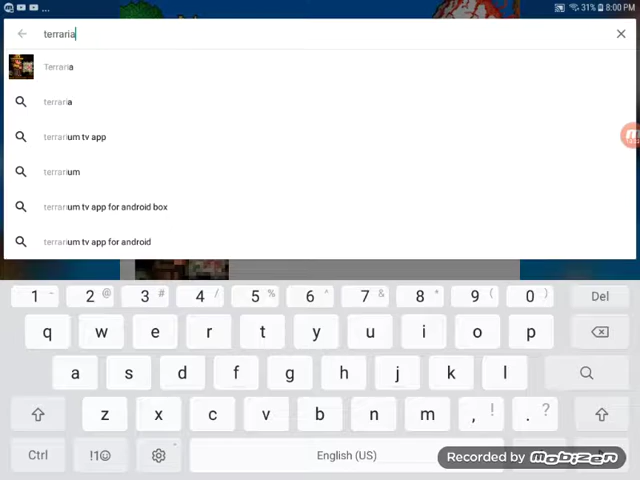 31% 8:00 PM
terraria
Terraria
terraria
terrarium tv app
terrarium
terrarium tv app for android box
terrarium tv app for android
1 - 2 @ 3 # 4 / 5 % 6 ^ 7 & 8 * 9 ( 0 ) Del
q w e r t y u i o p
a s d f g h j k l
z x c v b n m , ! . ?
Ctrl !1☺ English (US)
Recorded by MOBIZEN